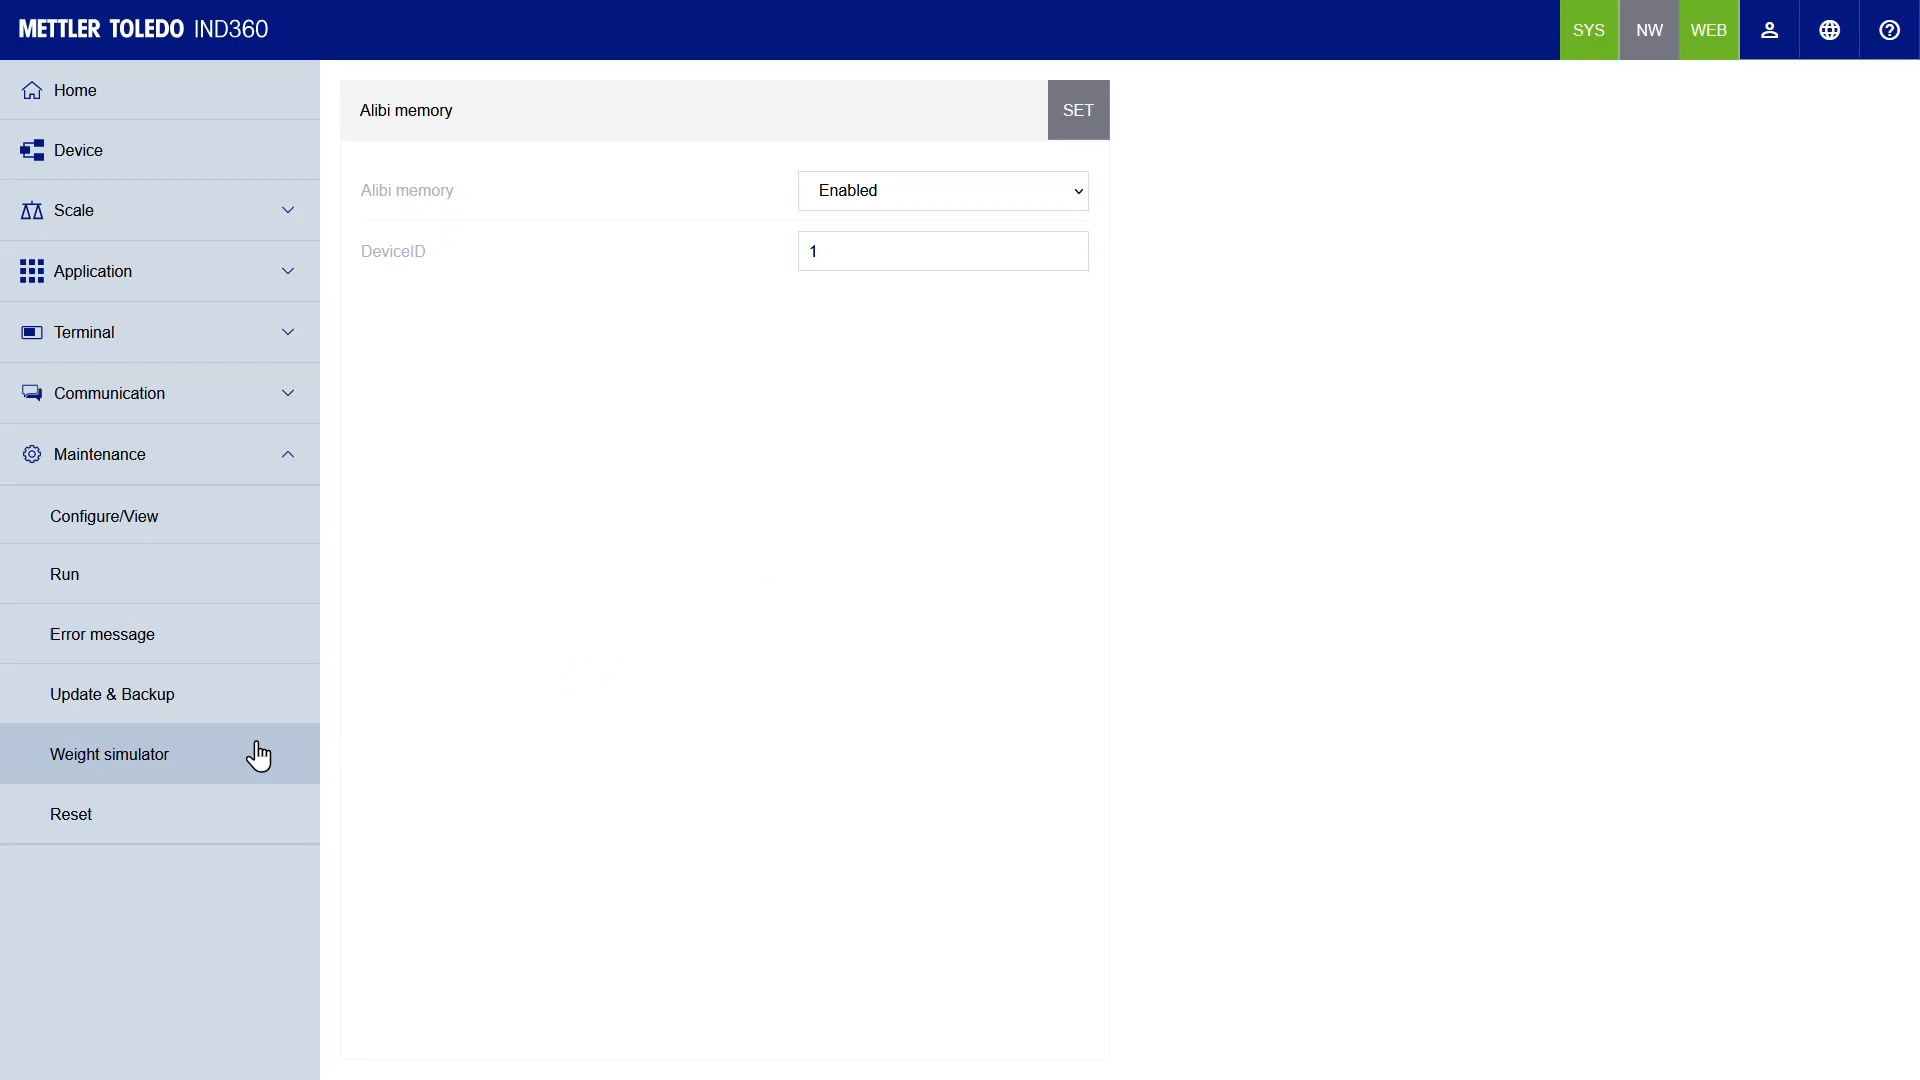 METTLER TOLEDO IND360
SYS
NW
WEB
Home
Device
Scale
Application
Terminal
Communication
Maintenance
Configure/View
Run
Error message
Update & Backup
Weight simulator
Reset
Alibi memory
SET
Alibi memory
Enabled
DeviceID
1